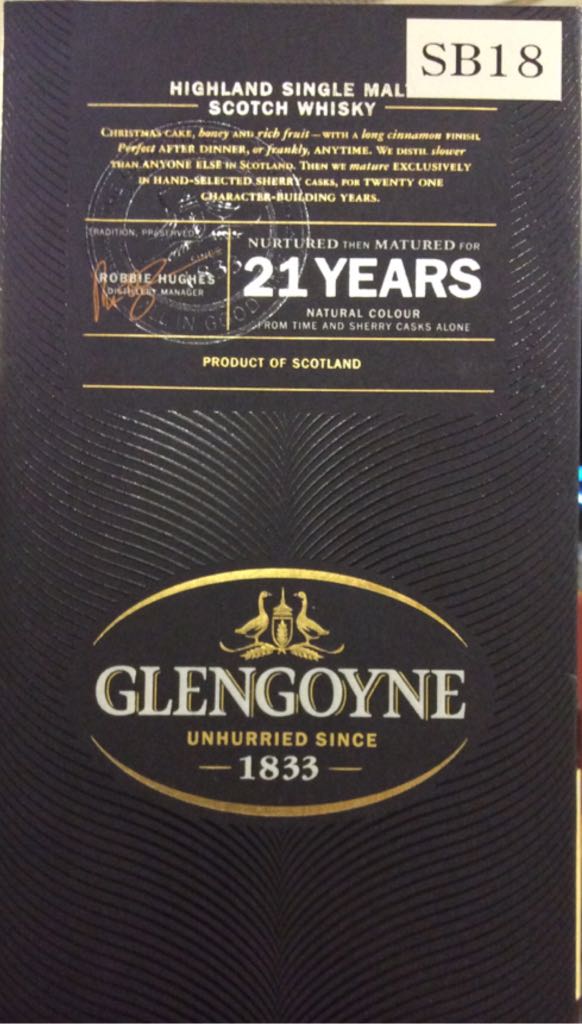 SB18
HIGHLAND SINGLE MAL
SCOTCH WHISKY
CHRISTMAS CAKE, honey AND rich fruit – WITH A long cinnamon FINISH.
Perfect AFTER DINNER, or frankly, ANYTIME. WE DISTIL slower
THAN ANYONE ELSE IN SCOTLAND. THEN WE mature EXCLUSIVELY
IN HAND-SELECTED SHERRY CASKS, FOR TWENTY ONE
CHARACTER-BUILDING YEARS.
TRADITION, PRESERVED
ROBBIE HUGHES
DISTILLERY MANAGER
NURTURED THEN MATURED FOR
21 YEARS
NATURAL COLOUR
FROM TIME AND SHERRY CASKS ALONE
PRODUCT OF SCOTLAND
GLENGOYNE
UNHURRIED SINCE
1833